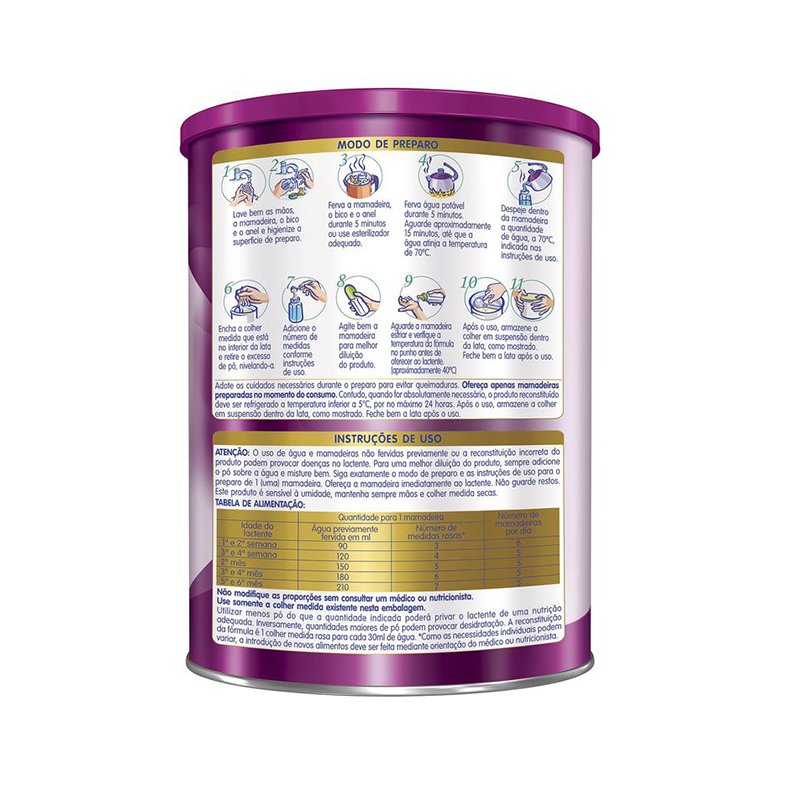 MODO DE PREPARO
1
2
Lave bem as mãos,
a mamadeira, o bico
e o anel e higienize a
superfície de preparo.
3
Ferva a mamadeira,
o bico e o anel
durante 5 minutos
ou use esterilizador
adequado.
4
Ferva água potável
durante 5 minutos.
Aguarde aproximadamente
15 minutos, até que a
água atinja a temperatura
de 70°C.
5
Despeje dentro
da mamadeira
a quantidade
de água, a 70°C,
indicada nas
instruções de uso.
6
Encha a colher
medida que está
no interior da lata
e retire o excesso
de pó, nivelando-a.
7
Adicione o
número de
medidas
conforme
instruções
de uso.
8
Agite bem a
mamadeira
para melhor
diluição
do produto.
9
Aguarde a mamadeira
esfriar e verifique a
temperatura da fórmula
no punho antes de
oferecer ao lactente.
(aproximadamente 40°C)
10
11
Após o uso, armazene a
colher em suspensão dentro
da lata, como mostrado.
Feche bem a lata após o uso.
Adote os cuidados necessários durante o preparo para evitar queimaduras. Ofereça apenas mamadeiras
preparadas no momento do consumo. Contudo, quando for absolutamente necessário, o produto reconstituído
deve ser refrigerado a temperatura inferior a 5°C, por no máximo 24 horas. Após o uso, armazene a colher
em suspensão dentro da lata, como mostrado. Feche bem a lata após o uso.
INSTRUÇÕES DE USO
ATENÇÃO: O uso de água e mamadeiras não fervidas previamente ou a reconstituição incorreta do
produto podem provocar doenças no lactente. Para uma melhor diluição do produto, sempre adicione
o pó sobre a água e misture bem. Siga exatamente o modo de preparo e as instruções de uso para o
preparo de 1 (uma) mamadeira. Ofereça a mamadeira imediatamente ao lactente. Não guarde restos.
Este produto é sensível à umidade, mantenha sempre mãos e colher medida secas.
TABELA DE ALIMENTAÇÃO:
Idade do
lactente
Quantidade para 1 mamadeira
Água previamente
fervida em ml
Número de
medidas rasas*
Número de
mamadeiras
por dia
1ª e 2ª semana 90 3 6
3ª e 4ª semana 120 4 5
2º mês 150 5 5
3º e 4º mês 180 6 5
5º e 6º mês 210 7 5
Não modifique as proporções sem consultar um médico ou nutricionista.
Use somente a colher medida existente nesta embalagem.
Utilizar menos pó do que a quantidade indicada poderá privar o lactente de uma nutrição
adequada. Inversamente, quantidades maiores de pó podem provocar desidratação. A reconstituição
da fórmula é 1 colher medida rasa para cada 30ml de água. *Como as necessidades individuais podem
variar, a introdução de novos alimentos deve ser feita mediante orientação do médico ou nutricionista.